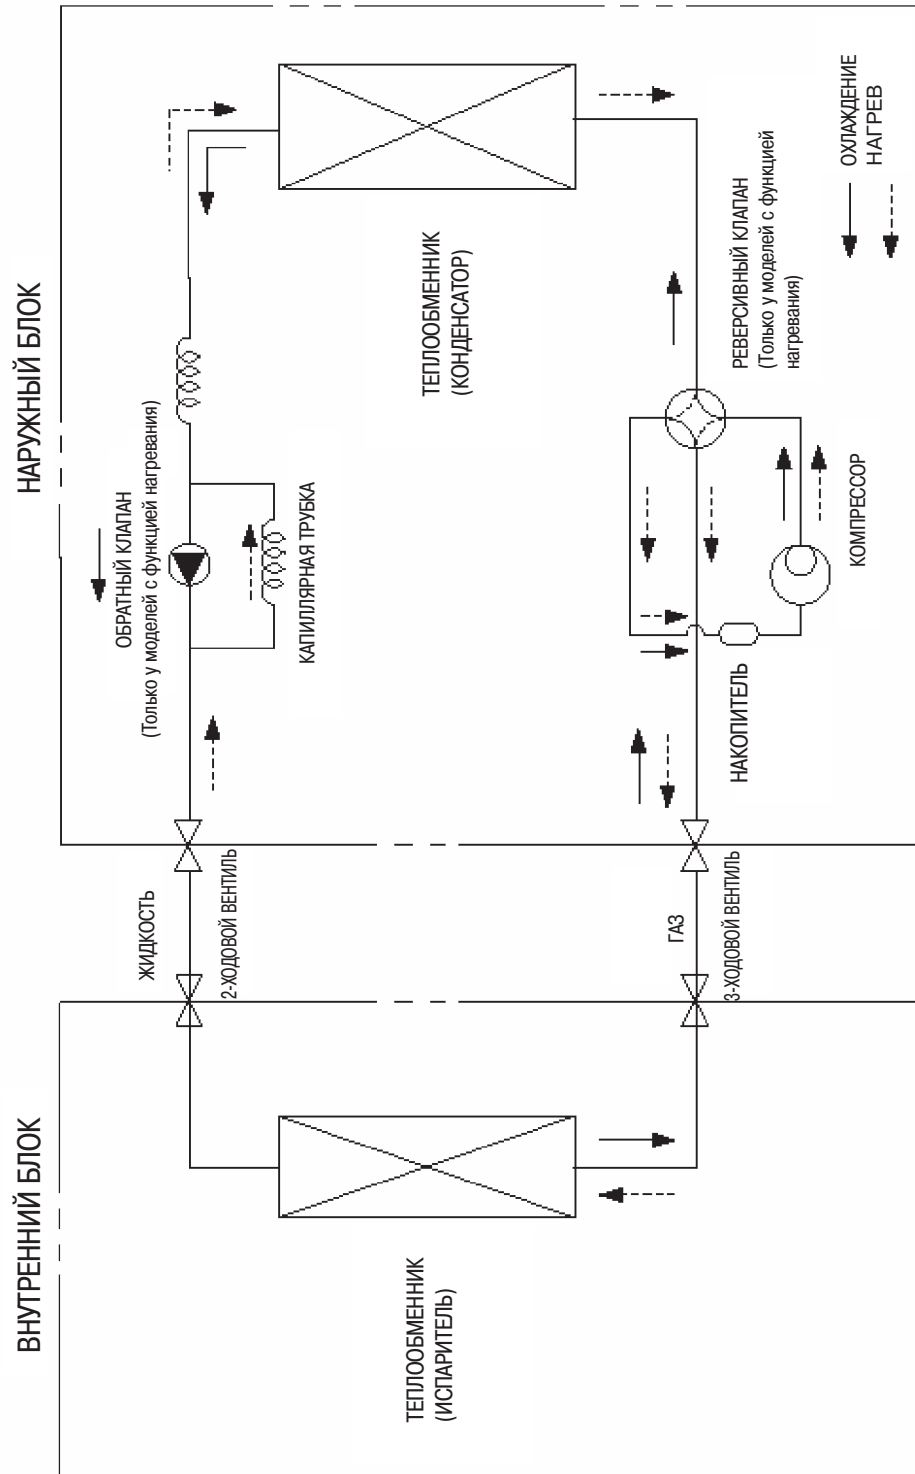 ВНУТРЕННИЙ БЛОК
НАРУЖНЫЙ БЛОК
ЖИДКОСТЬ
2-ХОДОВОЙ ВЕНТИЛЬ
ОБРАТНЫЙ КЛАПАН
(Только у моделей с функцией нагревания)
КАПИЛЛЯРНАЯ ТРУБКА
ТЕПЛООБМЕННИК
(ИСПАРИТЕЛЬ)
ТЕПЛООБМЕННИК
(КОНДЕНСАТОР)
ГАЗ
3-ХОДОВОЙ ВЕНТИЛЬ
НАКОПИТЕЛЬ
РЕВЕРСИВНЫЙ КЛАПАН
(Только у моделей с функцией
нагревания)
КОМПРЕССОР
ОХЛАЖДЕНИЕ
НАГРЕВ